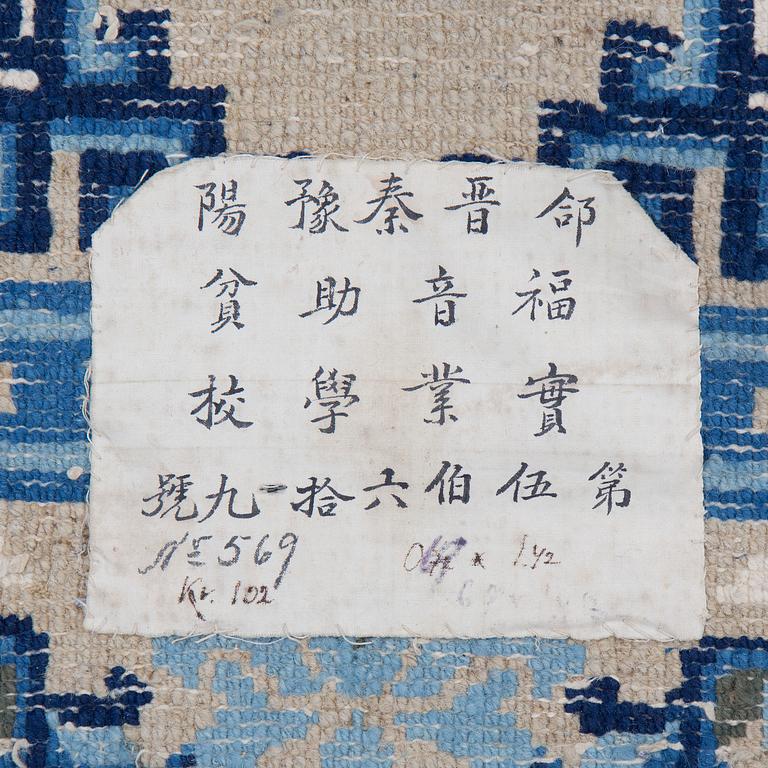 郃晉秦豫陽
福音助貧
實業學校
第伍伯六拾九號
Nº 569
Kr. 102